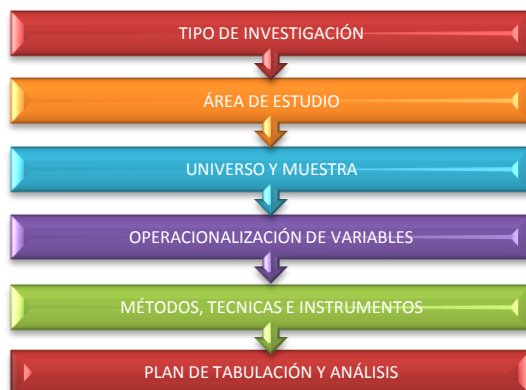 TIPO DE INVESTIGACIÓN
ÁREA DE ESTUDIO
UNIVERSO Y MUESTRA
OPERACIONALIZACIÓN DE VARIABLES
MÉTODOS, TECNICAS E INSTRUMENTOS
PLAN DE TABULACIÓN Y ANÁLISIS